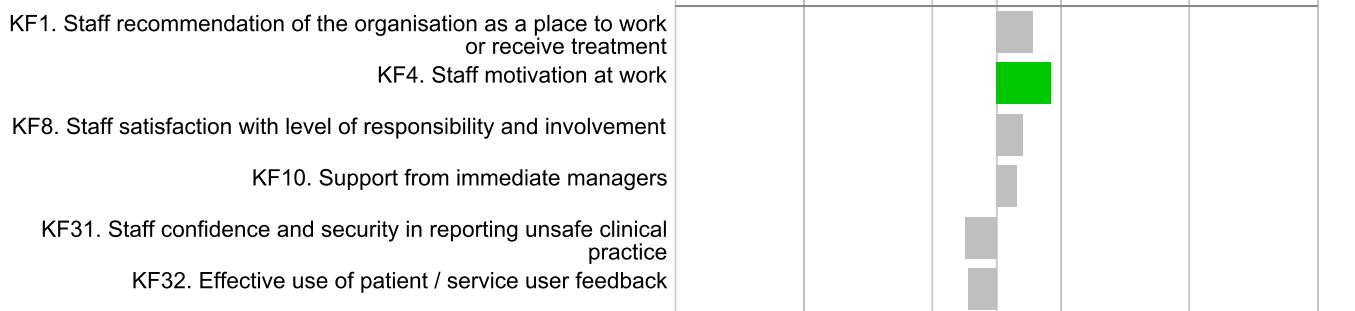 KF1. Staff recommendation of the organisation as a place to work
or receive treatment
KF4. Staff motivation at work
KF8. Staff satisfaction with level of responsibility and involvement
KF10. Support from immediate managers
KF31. Staff confidence and security in reporting unsafe clinical
practice
KF32. Effective use of patient / service user feedback